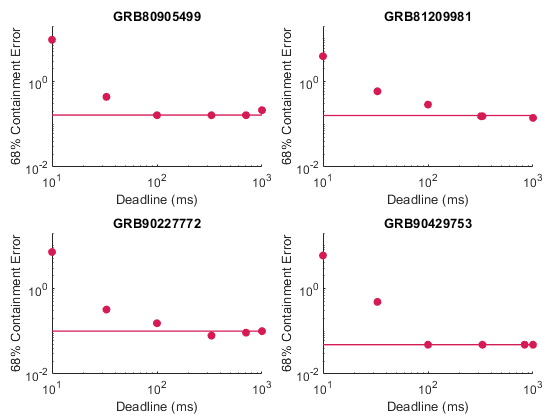 GRB80905499
68% Containment Error
10^0
10^-2
10^1 10^2 10^3
Deadline (ms)
GRB81209981
68% Containment Error
10^0
10^-2
10^1 10^2 10^3
Deadline (ms)
GRB90227772
68% Containment Error
10^0
10^-2
10^1 10^2 10^3
Deadline (ms)
GRB90429753
68% Containment Error
10^0
10^-2
10^1 10^2 10^3
Deadline (ms)